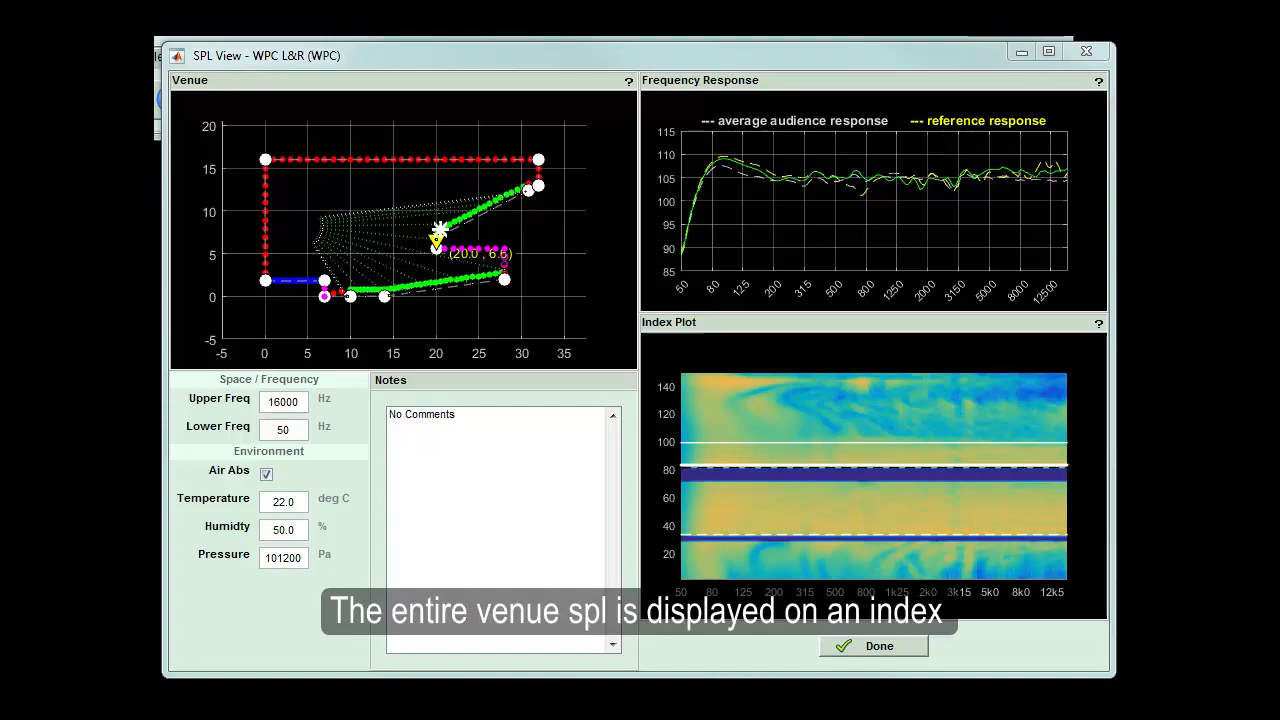 SPL View - WPC L&R (WPC)
Venue
?
20
15
10
5
0
-5
-5 0 5 10 15 20 25 30 35
(20.0 , 6.6)
Frequency Response
?
--- average audience response --- reference response
115
110
105
100
95
90
85
50 80 125 200 315 500 800 1250 2000 3150 5000 8000 12500
Index Plot
?
140
120
100
80
60
40
20
50 80 125 200 315 500 800 1k25 2k0 3k15 5k0 8k0 12k5
Space / Frequency
Upper Freq 16000 Hz
Lower Freq 50 Hz
Environment
Air Abs
Temperature 22.0 deg C
Humidty 50.0 %
Pressure 101200 Pa
Notes
No Comments
The entire venue spl is displayed on an index
Done